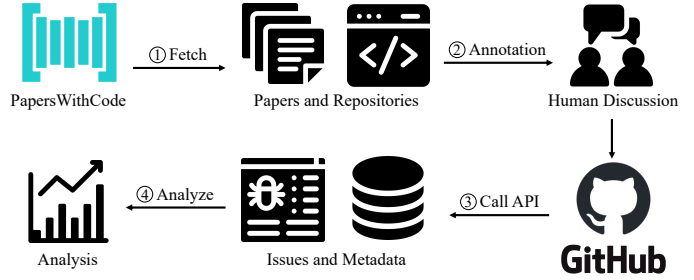 ① Fetch
② Annotation
PapersWithCode
Papers and Repositories
Human Discussion
④ Analyze
③ Call API
Analysis
Issues and Metadata
GitHub